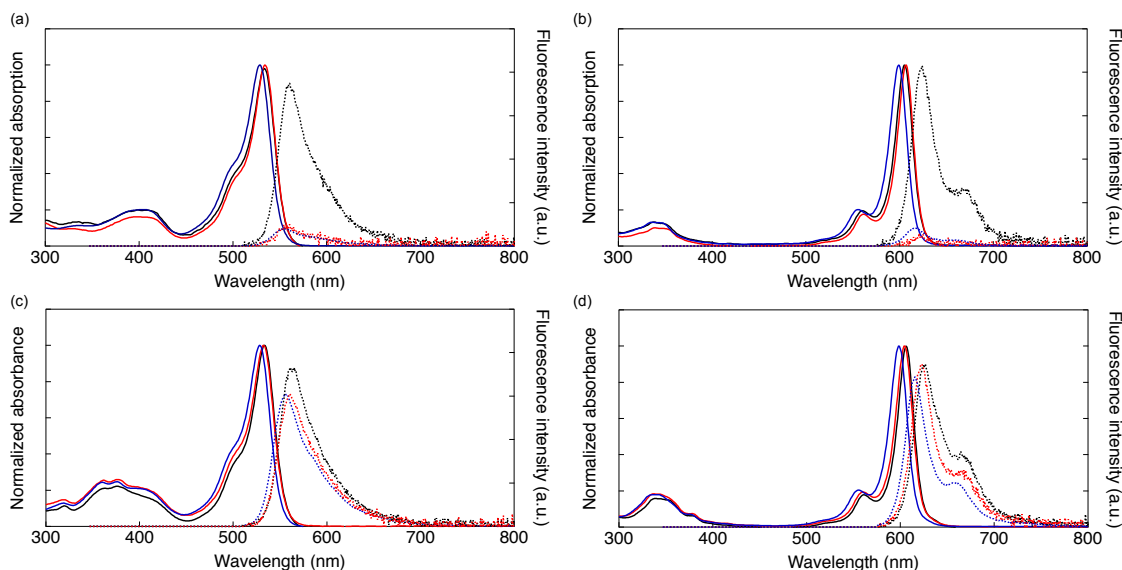 (a)
Normalized absorption
Fluorescence intensity (a.u.)
300 400 500 600 700 800
Wavelength (nm)
(b)
Normalized absorption
Fluorescence intensity (a.u.)
300 400 500 600 700 800
Wavelength (nm)
(c)
Normalized absorbance
Fluorescence intensity (a.u.)
300 400 500 600 700 800
Wavelength (nm)
(d)
Normalized absorbance
Fluorescence intensity (a.u.)
300 400 500 600 700 800
Wavelength (nm)